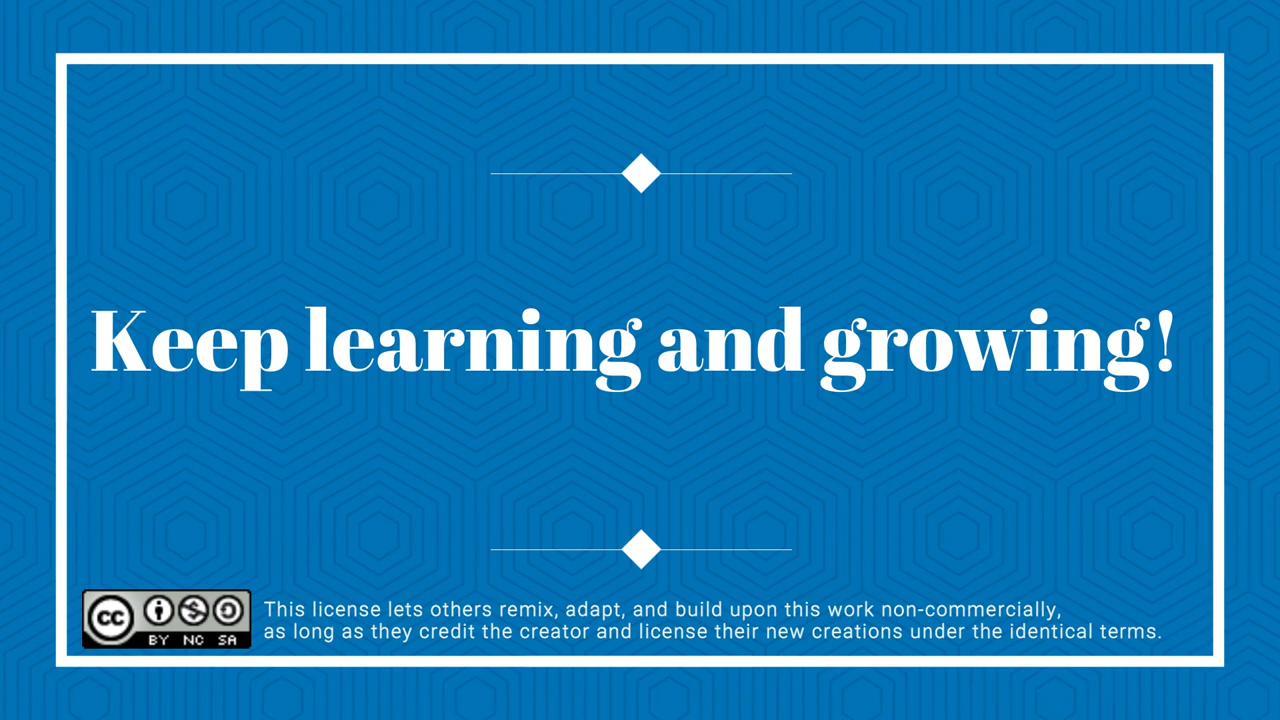 Keep learning and growing!
This license lets others remix, adapt, and build upon this work non-commercially,
as long as they credit the creator and license their new creations under the identical terms.
cc
BY NC SA